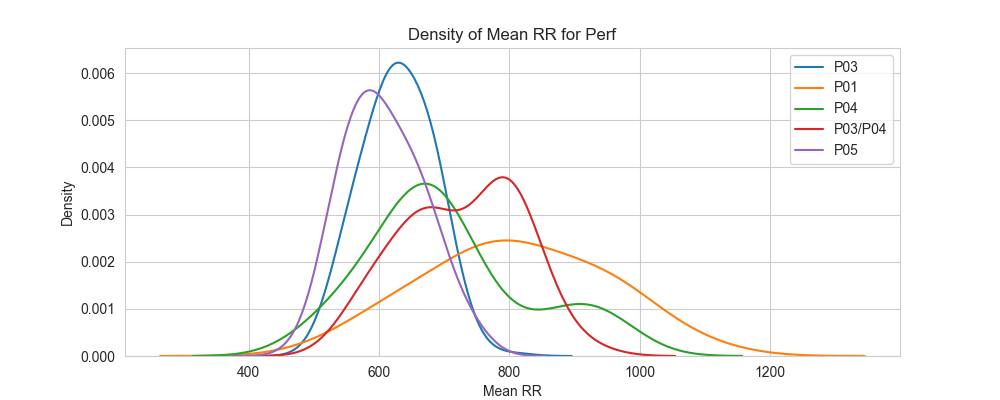 Density of Mean RR for Perf
P03
P01
P04
P03/P04
P05
Density
0.006
0.005
0.004
0.003
0.002
0.001
0.000
400 600 800 1000 1200
Mean RR